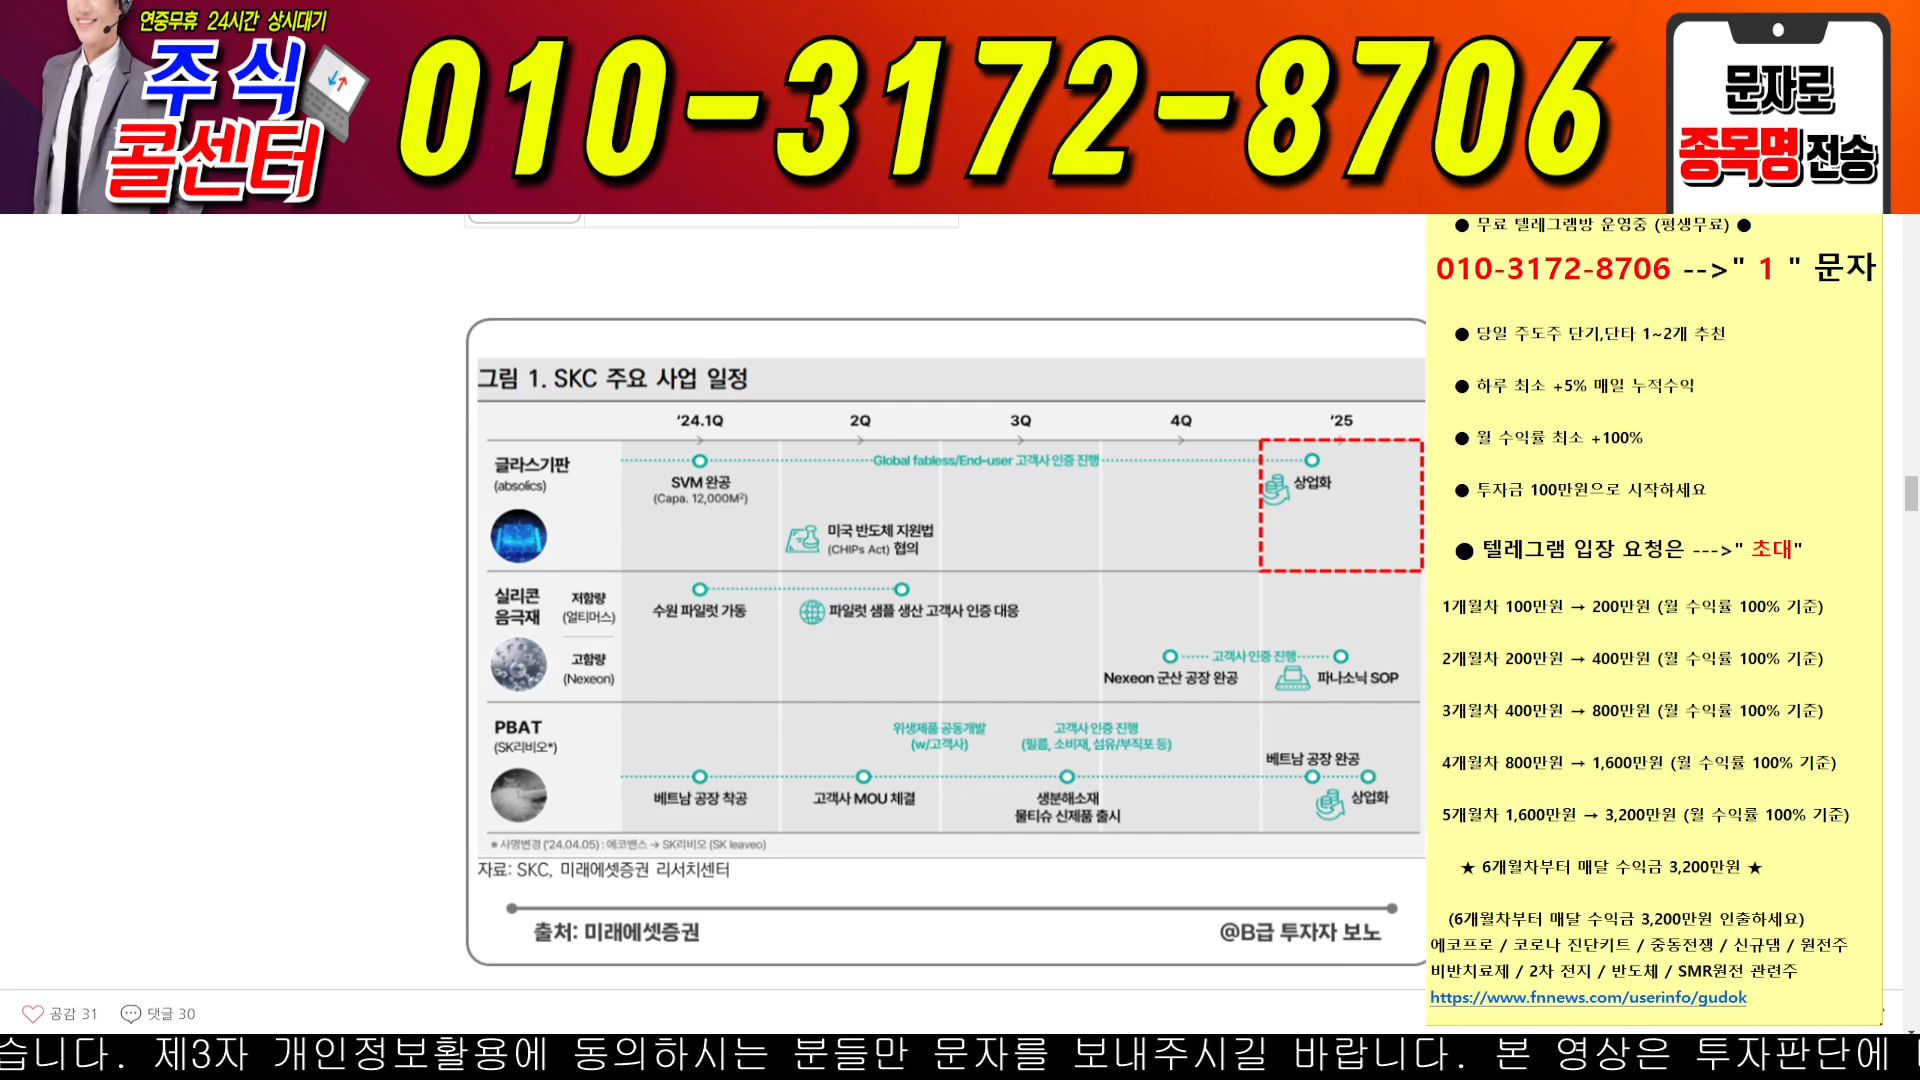 연중무휴 24시간 상시대기
주식
콜센터
010-3172-8706
문자로
종목명 전송
● 무료 텔레그램방 운영중 (평생무료) ●
010-3172-8706 -->" 1 " 문자
● 당일 주도주 단기,단타 1~2개 추천
● 하루 최소 +5% 매일 누적수익
● 월 수익률 최소 +100%
● 투자금 100만원으로 시작하세요
● 텔레그램 입장 요청은 --->" 초대"
1개월차 100만원 → 200만원 (월 수익률 100% 기준)
2개월차 200만원 → 400만원 (월 수익률 100% 기준)
3개월차 400만원 → 800만원 (월 수익률 100% 기준)
4개월차 800만원 → 1,600만원 (월 수익률 100% 기준)
5개월차 1,600만원 → 3,200만원 (월 수익률 100% 기준)
★ 6개월차부터 매달 수익금 3,200만원 ★
(6개월차부터 매달 수익금 3,200만원 인출하세요)
에코프로 / 코로나 진단키트 / 중동전쟁 / 신규댐 / 원전주
비반치료제 / 2차 전지 / 반도체 / SMR원전 관련주
https://www.fnnews.com/userinfo/gudok
그림 1. SKC 주요 사업 일정
‘24.1Q 2Q 3Q 4Q ‘25
글라스기판
(absolics)
Global fabless/End-user 고객사 인증 진행
SVM 완공
(Capa. 12,000M²)
상업화
미국 반도체 지원법
(CHIPs Act) 협의
실리콘
음극재
저함량
(얼티머스)
수원 파일럿 가동
파일럿 샘플 생산 고객사 인증 대응
고함량
(Nexeon)
고객사 인증 진행
Nexeon 군산 공장 완공
파나소닉 SOP
PBAT
(SK리비오*)
위생제품 공동개발
(w/고객사)
고객사 인증 진행
(필름, 소비재, 섬유/부직포 등)
베트남 공장 완공
베트남 공장 착공
고객사 MOU 체결
생분해소재
물티슈 신제품 출시
상업화
* 사명변경 ('24.04.05) : 에코밴스 → SK리비오 (SK leaveo)
자료: SKC, 미래에셋증권 리서치센터
출처: 미래에셋증권
@B급 투자자 보노
공감 31 댓글 30
습니다. 제3자 개인정보활용에 동의하시는 분들만 문자를 보내주시길 바랍니다. 본 영상은 투자판단에